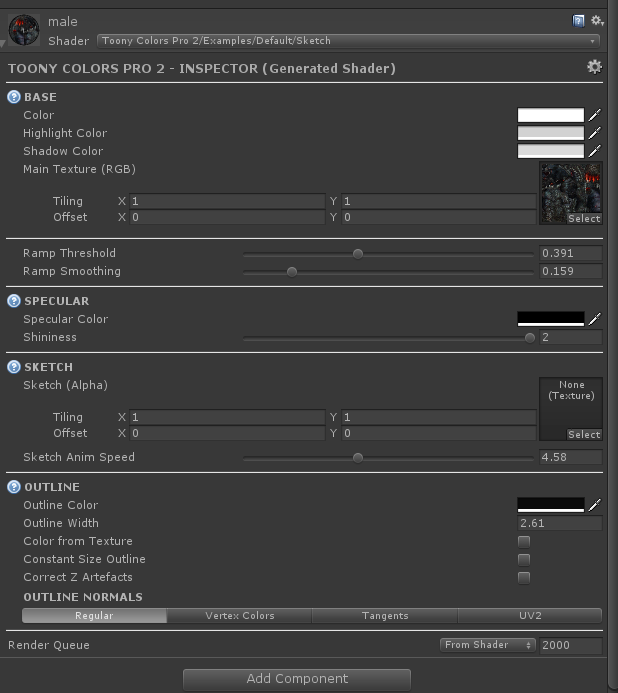 male
Shader Toony Colors Pro 2/Examples/Default/Sketch
TOONY COLORS PRO 2 - INSPECTOR (Generated Shader)
BASE
Color
Highlight Color
Shadow Color
Main Texture (RGB)
Tiling X 1 Y 1
Offset X 0 Y 0
Select
Ramp Threshold 0.391
Ramp Smoothing 0.159
SPECULAR
Specular Color
Shininess 2
SKETCH
Sketch (Alpha)
None
(Texture)
Tiling X 1 Y 1
Offset X 0 Y 0
Select
Sketch Anim Speed 4.58
OUTLINE
Outline Color
Outline Width 2.61
Color from Texture
Constant Size Outline
Correct Z Artefacts
OUTLINE NORMALS
Regular Vertex Colors Tangents UV2
Render Queue From Shader 2000
Add Component